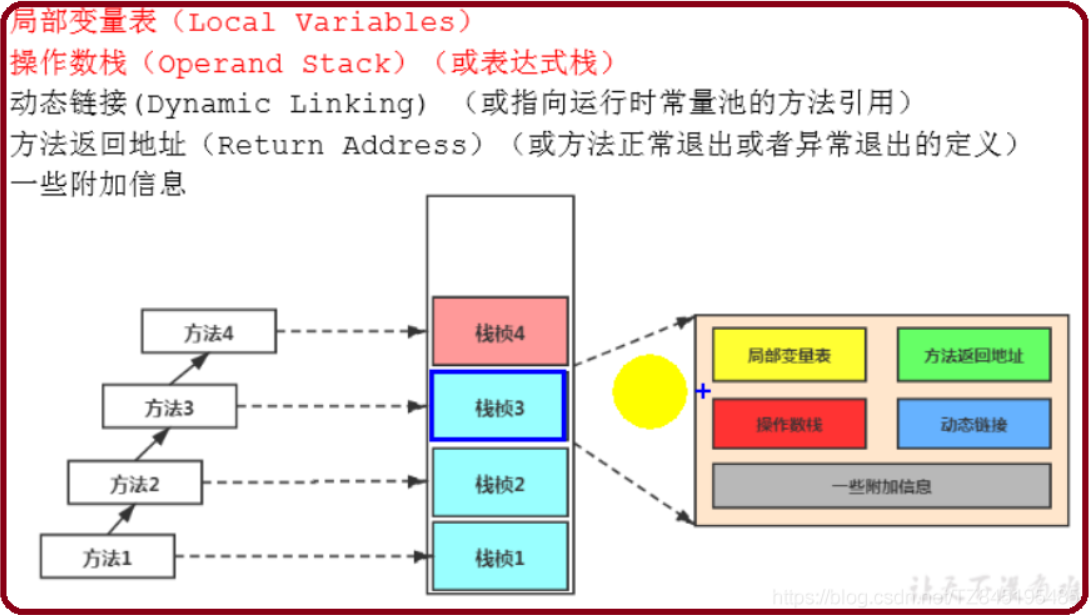 局部变量表（Local Variables）
操作数栈（Operand Stack）（或表达式栈）
动态链接(Dynamic Linking) （或指向运行时常量池的方法引用）
方法返回地址（Return Address）（或方法正常退出或者异常退出的定义）
一些附加信息
方法4
栈桢4
局部变量表
方法返回地址
方法3
栈桢3
操作数栈
动态链接
方法2
栈桢2
一些附加信息
方法1
栈桢1